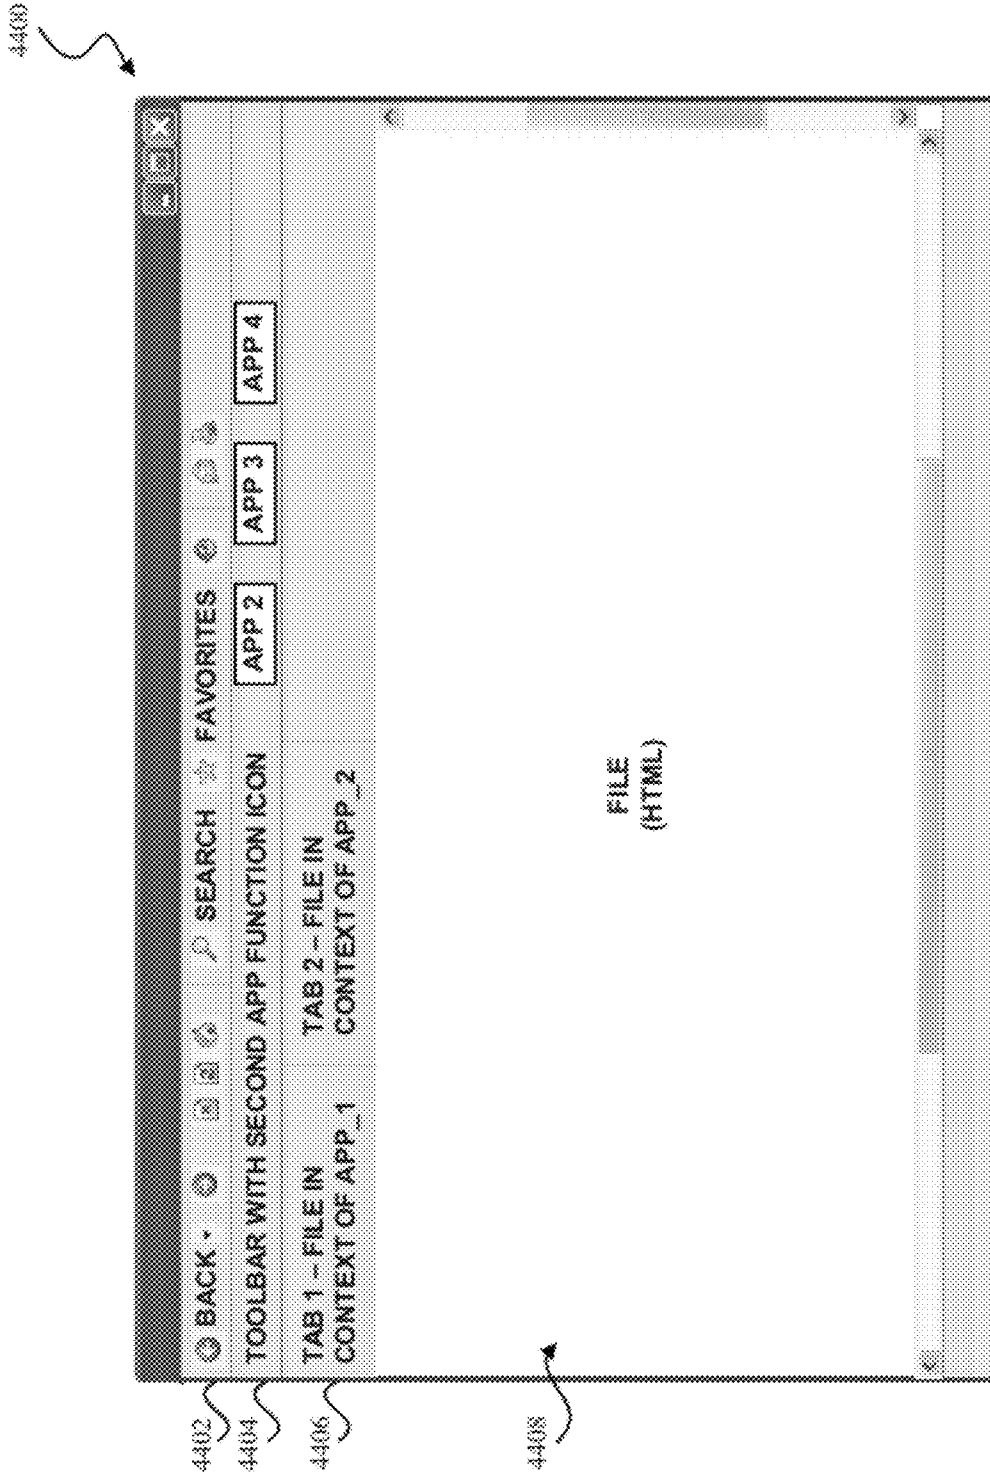 4400
4402
BACK
SEARCH
FAVORITES
4404
TOOLBAR WITH SECOND APP FUNCTION ICON
APP 2
APP 3
APP 4
4406
TAB 1 – FILE IN
CONTEXT OF APP_1
TAB 2 – FILE IN
CONTEXT OF APP_2
4408
FILE
(HTML)